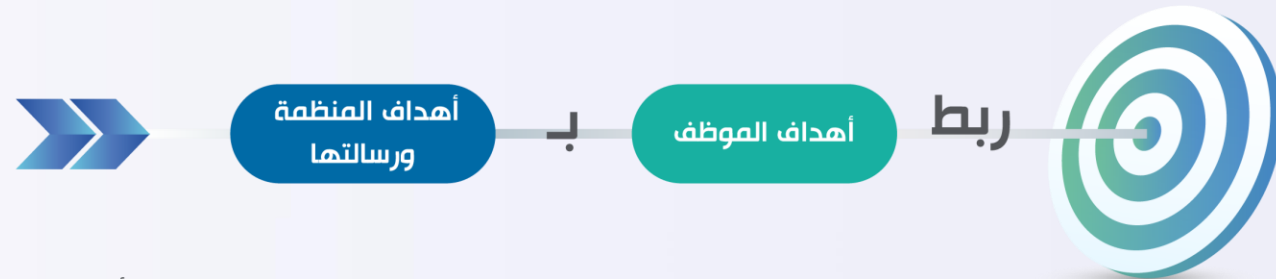 ربط
أهداف الموظف
بـ
أهداف المنظمة
ورسالتها